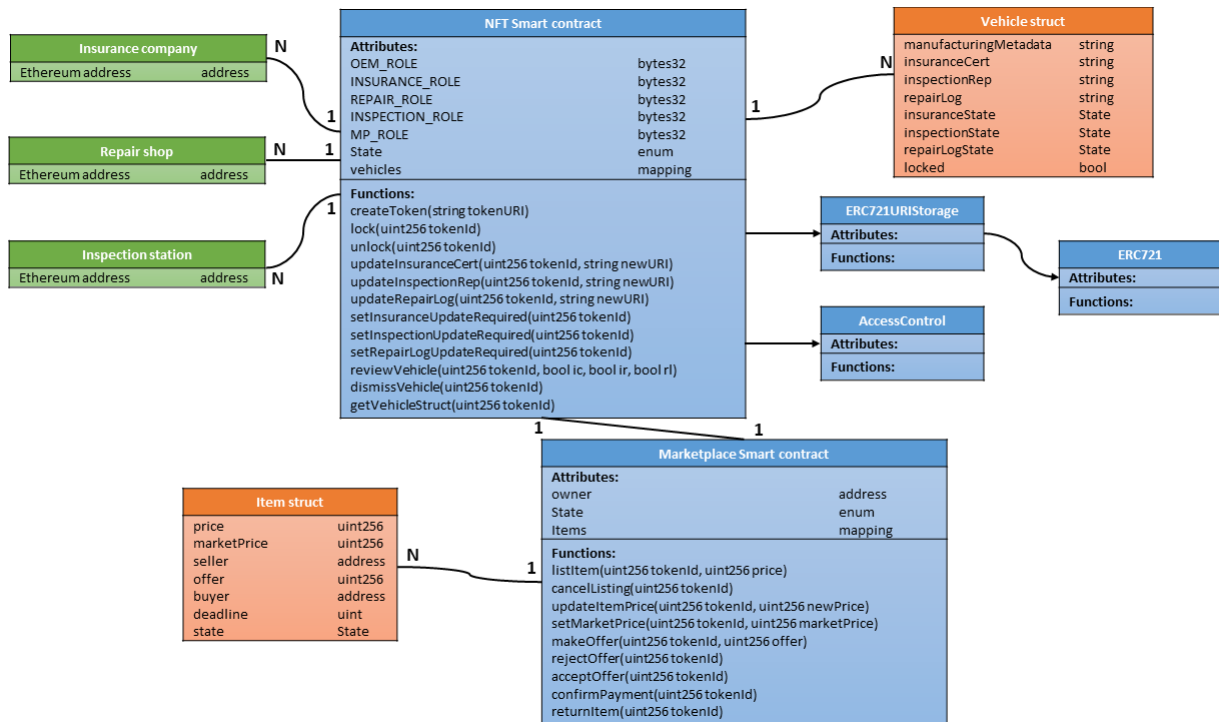 NFT Smart contract
Attributes:
OEM_ROLE bytes32
INSURANCE_ROLE bytes32
REPAIR_ROLE bytes32
INSPECTION_ROLE bytes32
MP_ROLE bytes32
State enum
vehicles mapping
Functions:
createToken(string tokenURI)
lock(uint256 tokenId)
unlock(uint256 tokenId)
updateInsuranceCert(uint256 tokenId, string newURI)
updateInspectionRep(uint256 tokenId, string newURI)
updateRepairLog(uint256 tokenId, string newURI)
setInsuranceUpdateRequired(uint256 tokenId)
setInspectionUpdateRequired(uint256 tokenId)
setRepairLogUpdateRequired(uint256 tokenId)
reviewVehicle(uint256 tokenId, bool ic, bool ir, bool rl)
dismissVehicle(uint256 tokenId)
getVehicleStruct(uint256 tokenId)
Insurance company
Ethereum address address
N
1
Repair shop
Ethereum address address
N
1
Inspection station
Ethereum address address
N
1
Vehicle struct
manufacturingMetadata string
insuranceCert string
inspectionRep string
repairLog string
insuranceState State
inspectionState State
repairLogState State
locked bool
N
1
ERC721URIStorage
Attributes:
Functions:
ERC721
Attributes:
Functions:
AccessControl
Attributes:
Functions:
1
1
Marketplace Smart contract
Attributes:
owner address
State enum
Items mapping
Functions:
listItem(uint256 tokenId, uint256 price)
cancelListing(uint256 tokenId)
updateItemPrice(uint256 tokenId, uint256 newPrice)
setMarketPrice(uint256 tokenId, uint256 marketPrice)
makeOffer(uint256 tokenId, uint256 offer)
rejectOffer(uint256 tokenId)
acceptOffer(uint256 tokenId)
confirmPayment(uint256 tokenId)
returnItem(uint256 tokenId)
Item struct
price uint256
marketPrice uint256
seller address
offer uint256
buyer address
deadline uint
state State
N
1